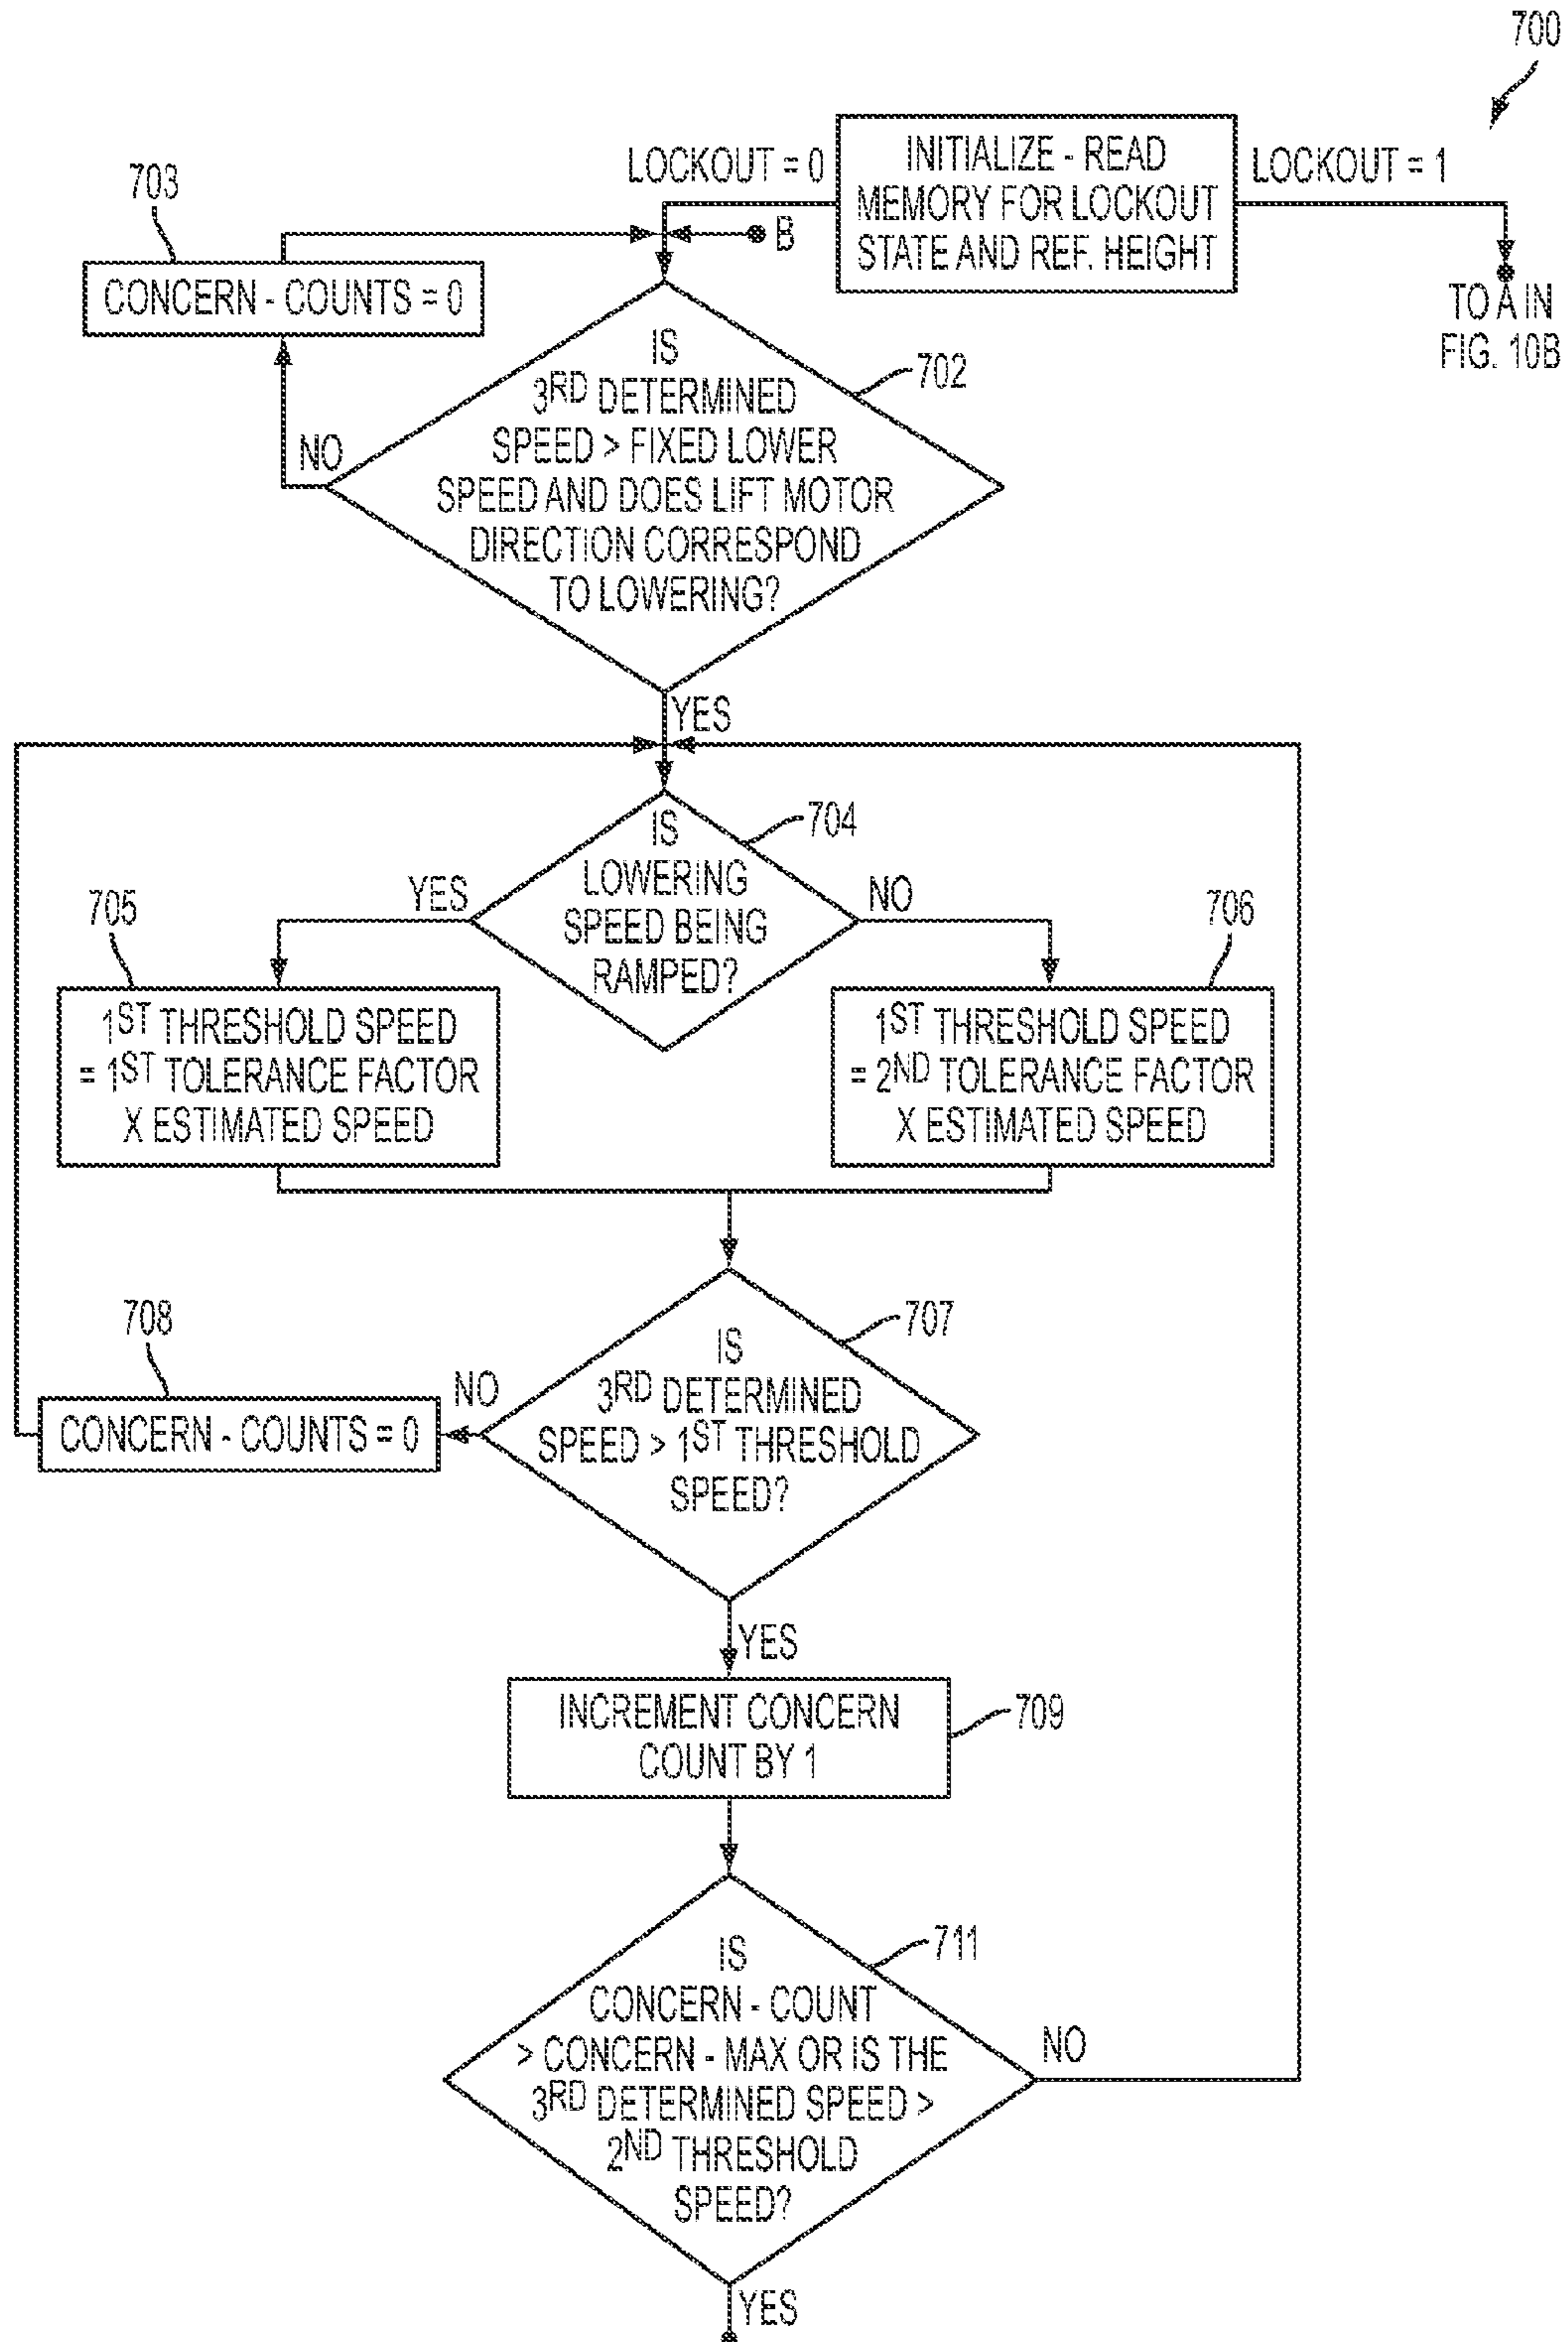 700
LOCKOUT = 0
INITIALIZE - READ
MEMORY FOR LOCKOUT
STATE AND REF. HEIGHT
LOCKOUT = 1
703
B
CONCERN - COUNTS = 0
TO A IN
FIG. 10B
IS
3RD DETERMINED
SPEED > FIXED LOWER
SPEED AND DOES LIFT MOTOR
DIRECTION CORRESPOND
TO LOWERING?
702
NO
YES
IS
LOWERING
SPEED BEING
RAMPED?
704
YES
NO
705
706
1ST THRESHOLD SPEED
= 1ST TOLERANCE FACTOR
X ESTIMATED SPEED
1ST THRESHOLD SPEED
= 2ND TOLERANCE FACTOR
X ESTIMATED SPEED
708
707
IS
3RD DETERMINED
SPEED > 1ST THRESHOLD
SPEED?
NO
CONCERN - COUNTS = 0
YES
INCREMENT CONCERN
COUNT BY 1
709
711
IS
CONCERN - COUNT
> CONCERN - MAX OR IS THE
3RD DETERMINED SPEED >
2ND THRESHOLD
SPEED?
NO
YES